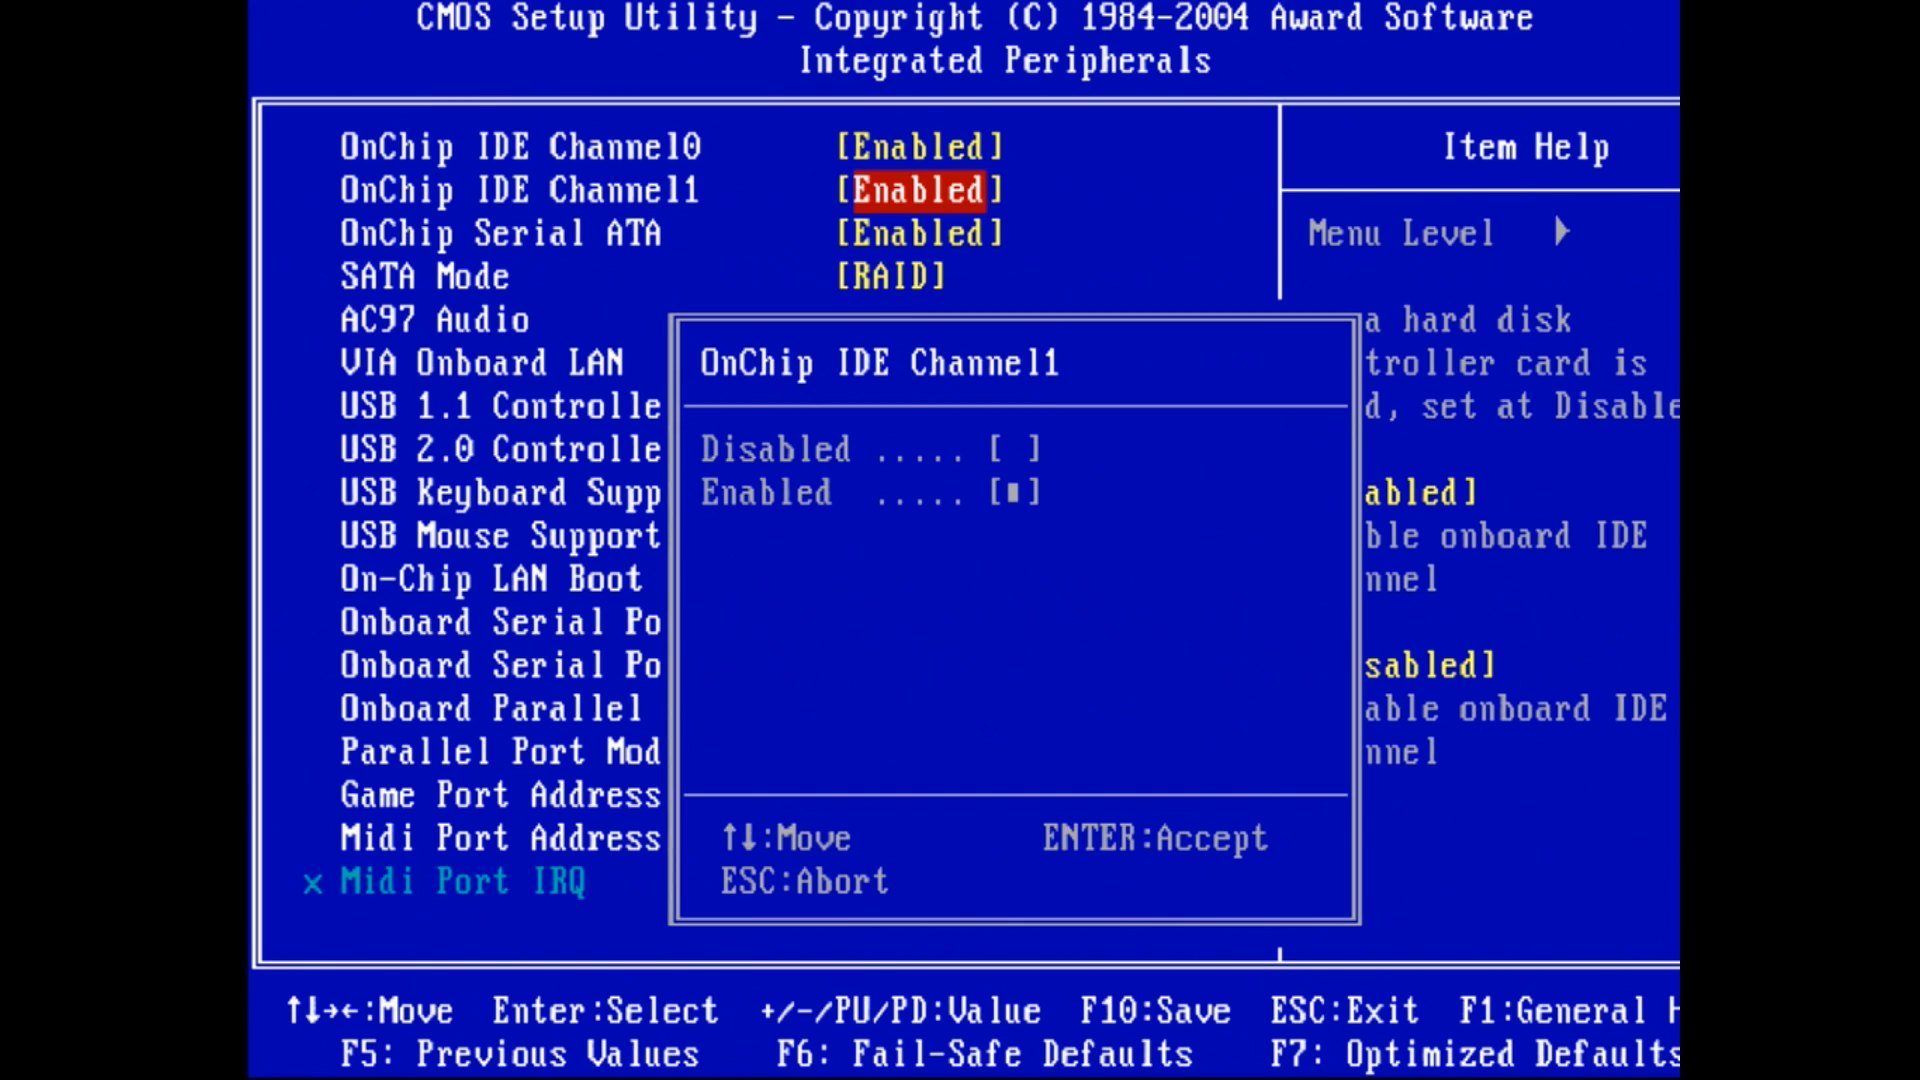 CMOS Setup Utility - Copyright (C) 1984-2004 Award Software
Integrated Peripherals
OnChip IDE Channel0 [Enabled]
OnChip IDE Channel1 [Enabled]
OnChip Serial ATA [Enabled]
SATA Mode [RAID]
AC97 Audio
VIA Onboard LAN
USB 1.1 Controlle
USB 2.0 Controlle
USB Keyboard Supp
USB Mouse Support
On-Chip LAN Boot
Onboard Serial Po
Onboard Serial Po
Onboard Parallel
Parallel Port Mod
Game Port Address
Midi Port Address
x Midi Port IRQ
OnChip IDE Channel1
Disabled ..... [ ]
Enabled ..... [■]
↑↓:Move ENTER:Accept
ESC:Abort
Item Help
Menu Level ▶
a hard disk
troller card is
d, set at Disable
abled]
ble onboard IDE
nnel
sabled]
able onboard IDE
nnel
↑↓→←:Move Enter:Select +/-/PU/PD:Value F10:Save ESC:Exit F1:General H
F5: Previous Values F6: Fail-Safe Defaults F7: Optimized Defaults